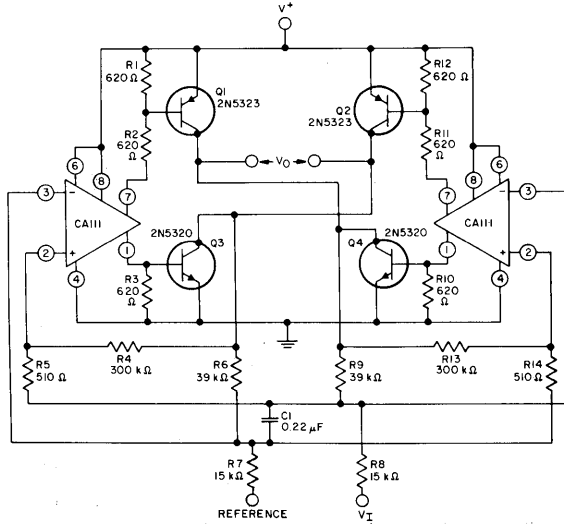 V+
R1
620 Ω
Q1
2N5323
Q2
2N5323
R12
620 Ω
R2
620
Ω
R11
620
Ω
6
8
7
3
-
CA111
2
+
4
1
VO
8
6
7
-
3
CA111
+
2
1
4
2N5320
Q3
2N5320
Q4
R3
620
Ω
R10
620
Ω
R5
510 Ω
R4
300 kΩ
R6
39 kΩ
R9
39 kΩ
R13
300 kΩ
R14
510 Ω
C1
0.22 µF
R7
15 kΩ
R8
15 kΩ
REFERENCE
VI